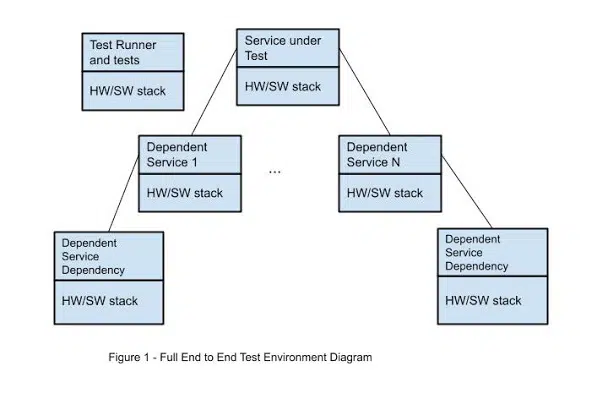 Test Runner
and tests
HW/SW stack
Service under
Test
HW/SW stack
Dependent
Service 1
HW/SW stack
...
Dependent
Service N
HW/SW stack
Dependent
Service
Dependency
HW/SW stack
Dependent
Service
Dependency
HW/SW stack
Figure 1 - Full End to End Test Environment Diagram